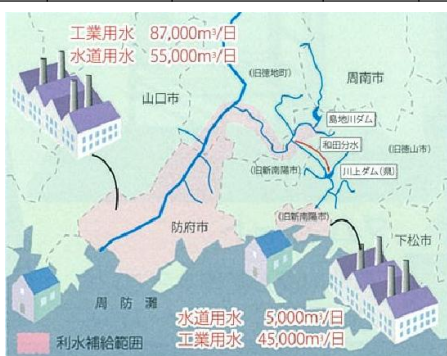 工業用水 87,000m³/日
水道用水 55,000m³/日
(旧徳地町)
周南市
山口市
島地川ダム
和田分水
(旧徳山市)
(旧新南陽市)
川上ダム(県)
防府市
(旧新南陽市)
下松市
周防灘
水道用水 5,000m³/日
利水補給範囲
工業用水 45,000m³/日